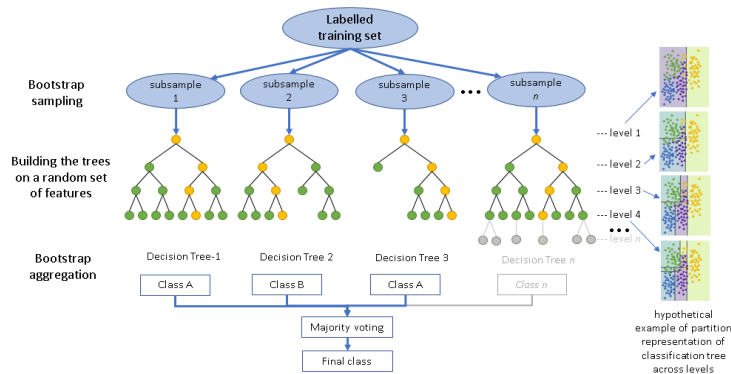 Labelled
training set
Bootstrap
sampling
subsample
1
subsample
2
subsample
3
subsample
n
Building the trees
on a random set
of features
--- level 1
--- level 2
--- level 3
--- level 4
--- level n
Bootstrap
aggregation
Decision Tree-1
Decision Tree 2
Decision Tree 3
Decision Tree n
Class A
Class B
Class A
Class n
Majority voting
Final class
hypothetical
example of partition
representation of
classification tree
across levels